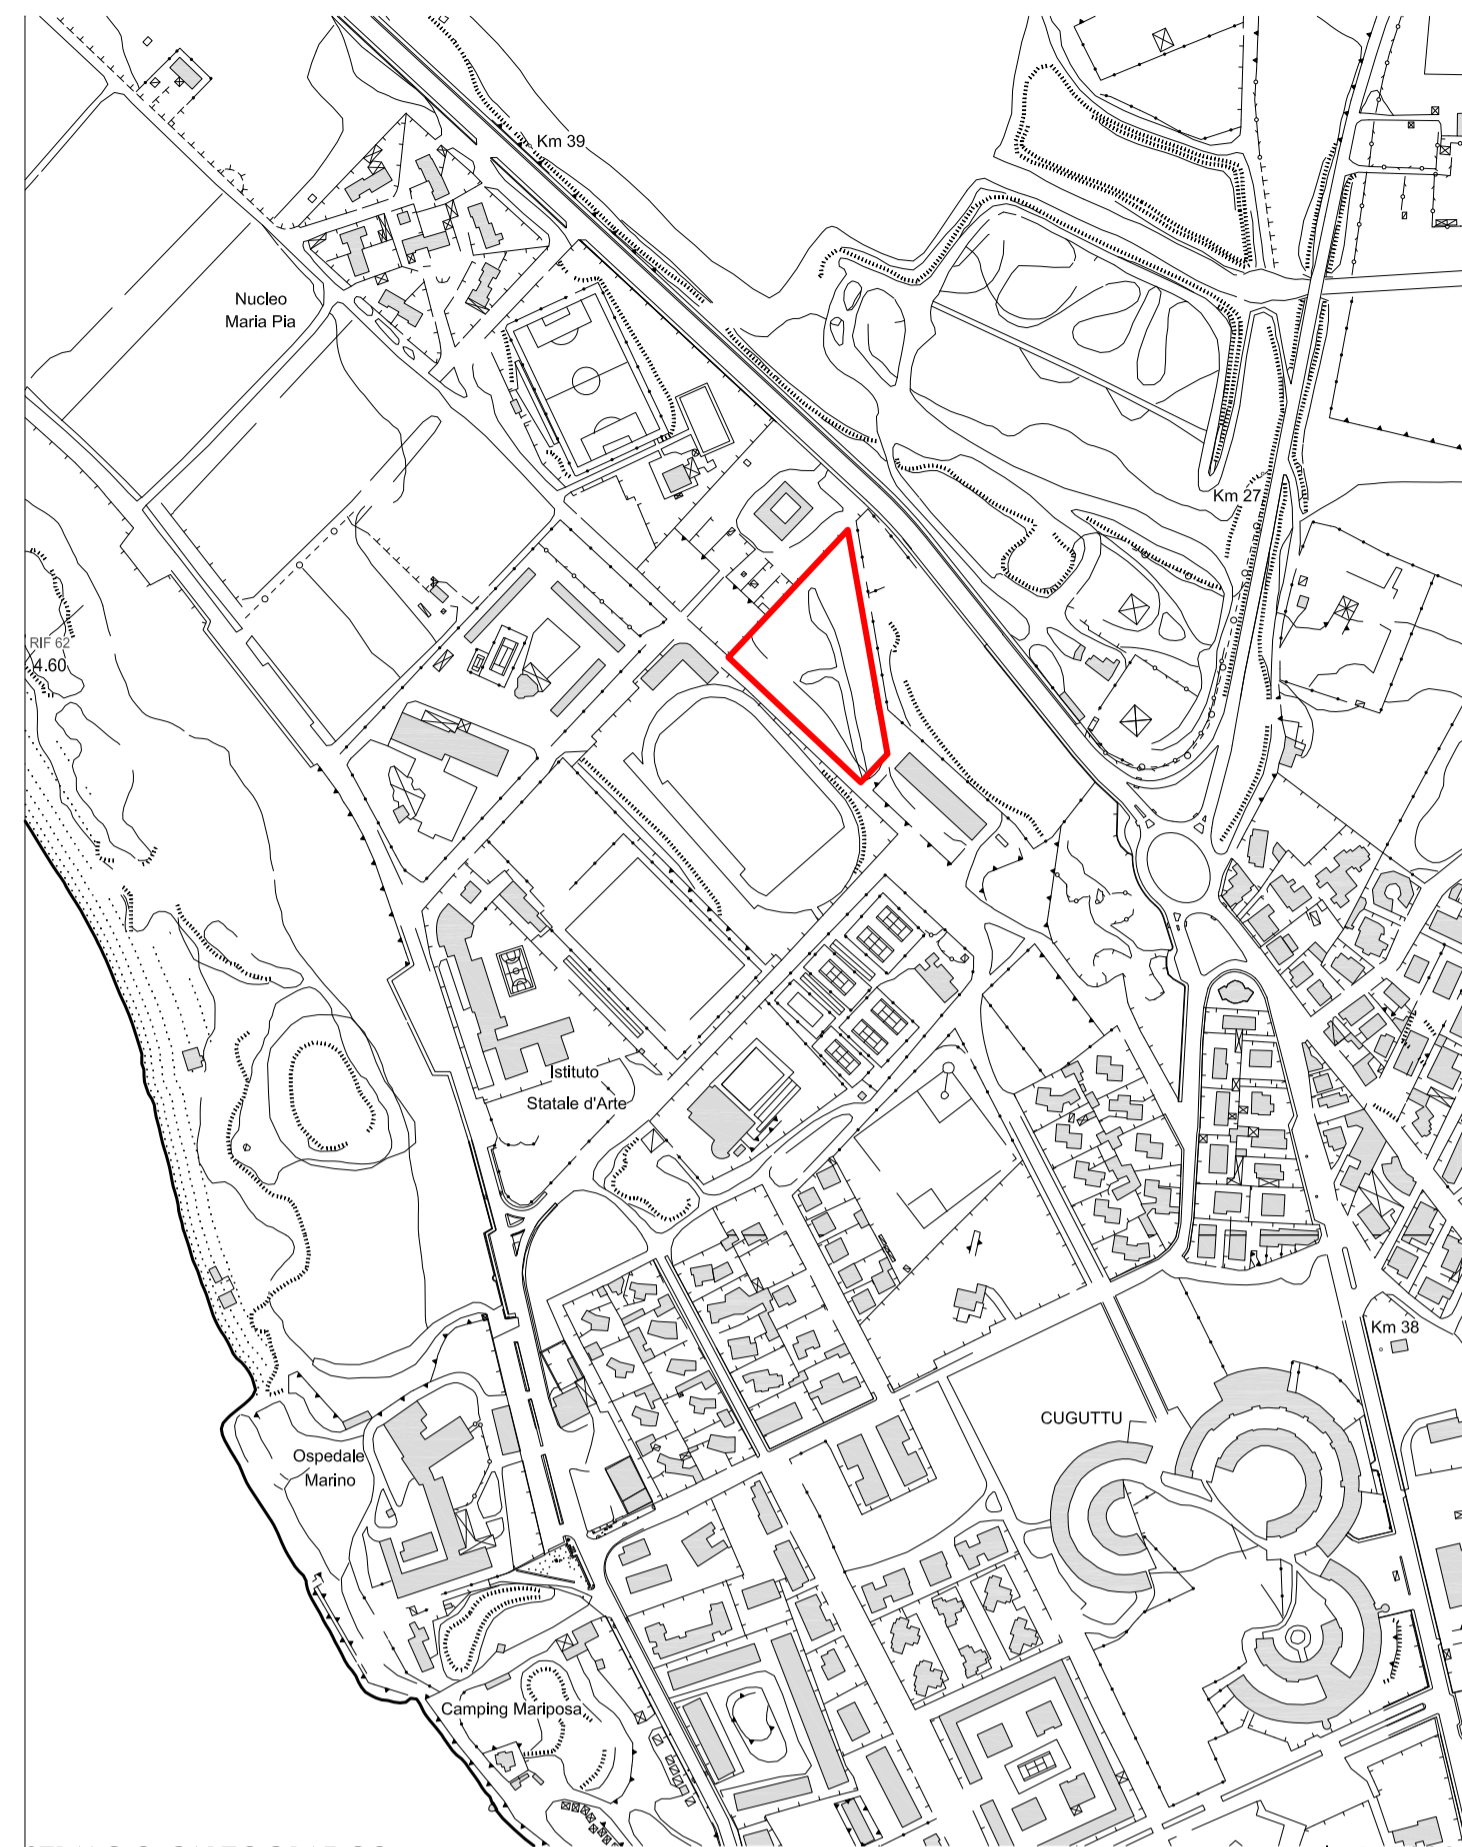 Km 39
Nucleo
Maria Pia
Km 27
RIF 62
4.60
Istituto
Statale d'Arte
Km 38
CUGUTTU
Ospedale
Marino
Camping Mariposa